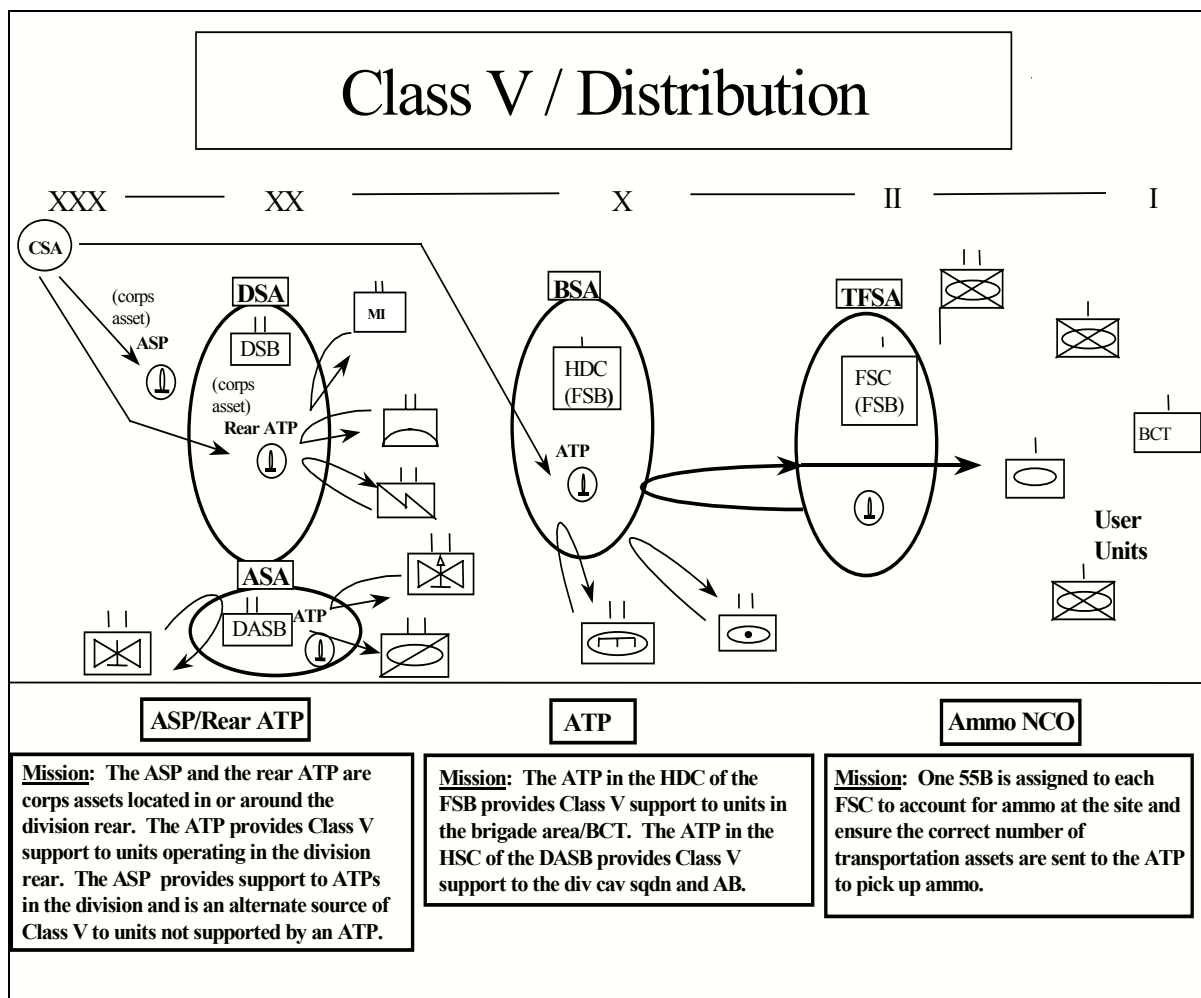 Class V / Distribution
XXX
XX
X
II
I
CSA
(corps
asset)
ASP
DSA
DSB
(corps
asset)
Rear ATP
MI
ASA
DASB
ATP
BSA
HDC
(FSB)
ATP
TFSA
FSC
(FSB)
BCT
User
Units
ASP/Rear ATP
Mission: The ASP and the rear ATP are
corps assets located in or around the
division rear. The ATP provides Class V
support to units operating in the division
rear. The ASP provides support to ATPs
in the division and is an alternate source of
Class V to units not supported by an ATP.
ATP
Mission: The ATP in the HDC of the
FSB provides Class V support to units in
the brigade area/BCT. The ATP in the
HSC of the DASB provides Class V
support to the div cav sqdn and AB.
Ammo NCO
Mission: One 55B is assigned to each
FSC to account for ammo at the site and
ensure the correct number of
transportation assets are sent to the ATP
to pick up ammo.